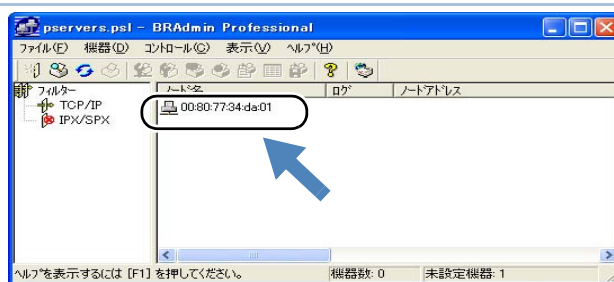 pservers.psl - BRAdmin Professional
ファイル(F) 機器(D) コントロール(C) 表示(V) ヘルプ(H)
フィルター
TCP/IP
IPX/SPX
ノード名 ログ ノードアドレス
00:80:77:34:da:01
ヘルプを表示するには [F1] を押してください。 機器数: 0 未設定機器: 1